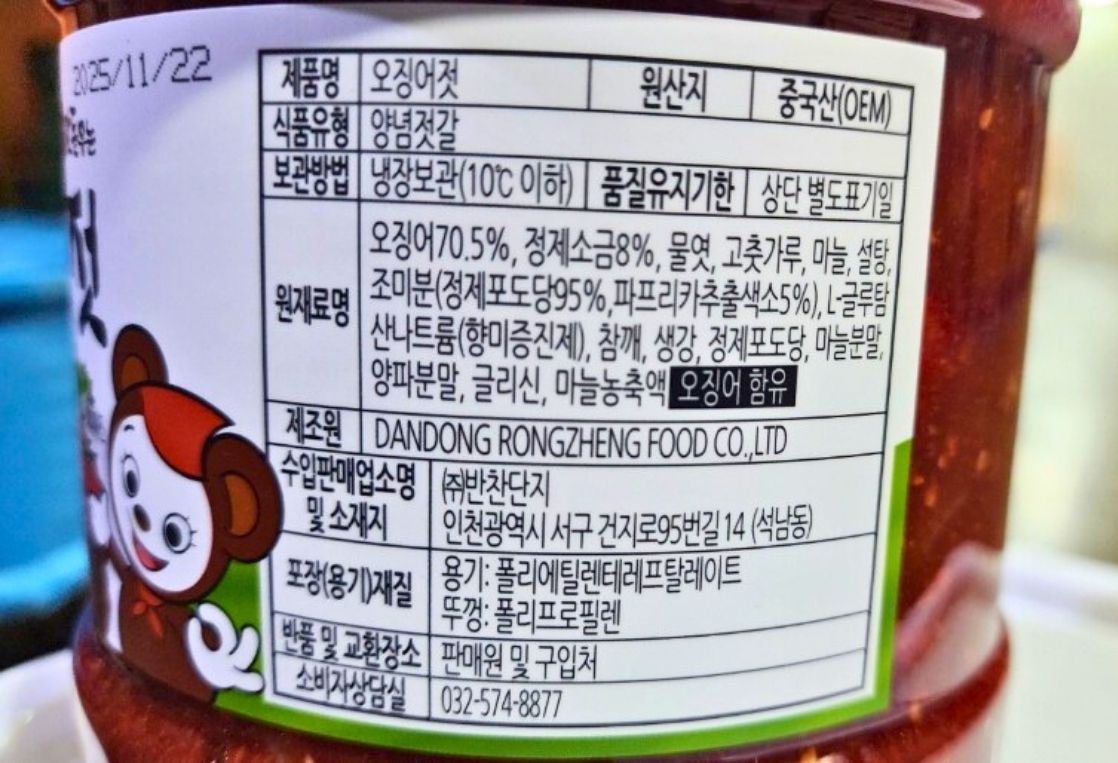 2025/11/22
젓
제품명 오징어젓 원산지 중국산(OEM)
식품유형 양념젓갈
보관방법 냉장보관(10℃ 이하) 품질유지기한 상단 별도표기일
원재료명 오징어70.5%, 정제소금8%, 물엿, 고춧가루, 마늘, 설탕,
조미분(정제포도당95%,파프리카추출색소5%), L-글루탐
산나트륨(향미증진제), 참깨, 생강, 정제포도당, 마늘분말,
양파분말, 글리신, 마늘농축액 오징어 함유
제조원 DANDONG RONGZHENG FOOD CO.,LTD
수입판매업소명
및 소재지
㈜반찬단지
인천광역시 서구 건지로95번길 14 (석남동)
포장(용기)재질
용기: 폴리에틸렌테레프탈레이트
뚜껑: 폴리프로필렌
반품 및 교환장소 판매원 및 구입처
소비자상담실 032-574-8877